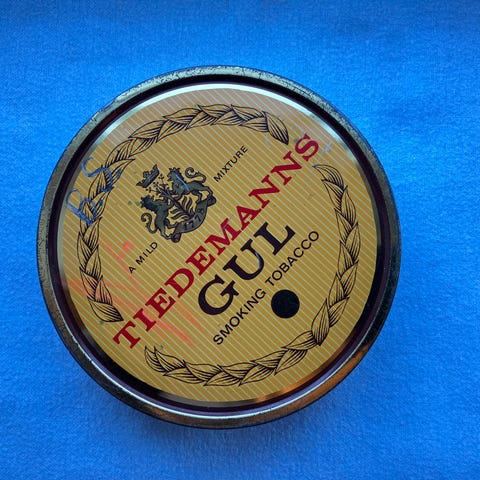 B.S
A MILD MIXTURE
TIEDEMANNS
GUL
SMOKING TOBACCO